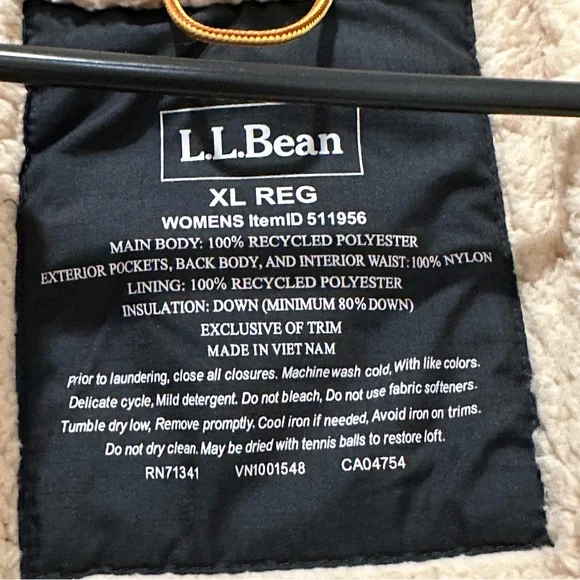 L.L.Bean
XL REG
WOMENS ItemID 511956
MAIN BODY: 100% RECYCLED POLYESTER
EXTERIOR POCKETS, BACK BODY, AND INTERIOR WAIST: 100% NYLON
LINING: 100% RECYCLED POLYESTER
INSULATION: DOWN (MINIMUM 80% DOWN)
EXCLUSIVE OF TRIM
MADE IN VIET NAM
Prior to laundering, close all closures. Machine wash cold, With like colors.
Delicate cycle, Mild detergent. Do not bleach, Do not use fabric softeners.
Tumble dry low, Remove promptly. Cool iron if needed, Avoid iron on trims.
Do not dry clean. May be dried with tennis balls to restore loft.
RN71341 VN1001548 CA04754